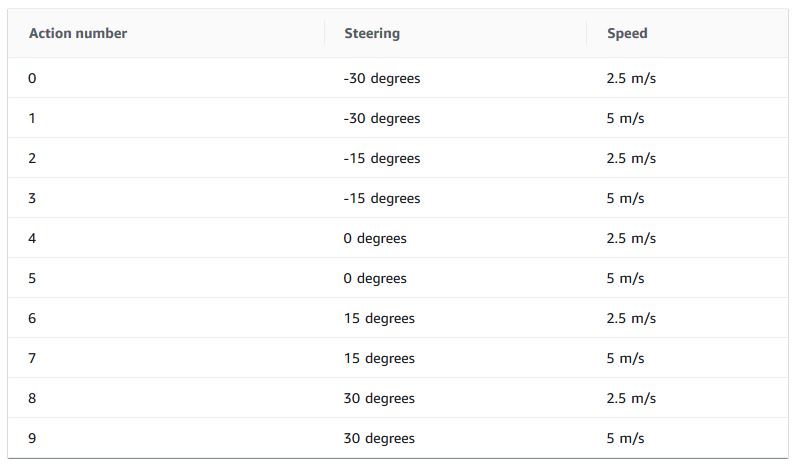 Action number Steering Speed
0 -30 degrees 2.5 m/s
1 -30 degrees 5 m/s
2 -15 degrees 2.5 m/s
3 -15 degrees 5 m/s
4 0 degrees 2.5 m/s
5 0 degrees 5 m/s
6 15 degrees 2.5 m/s
7 15 degrees 5 m/s
8 30 degrees 2.5 m/s
9 30 degrees 5 m/s